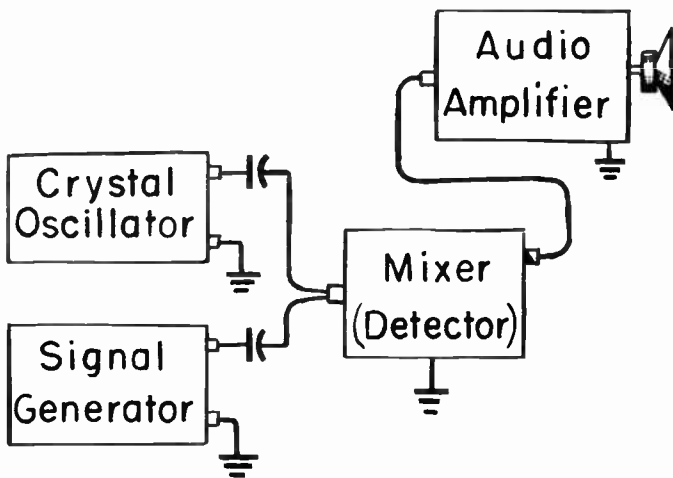 Audio
Amplifier
Crystal
Oscillator
Mixer
(Detector)
Signal
Generator